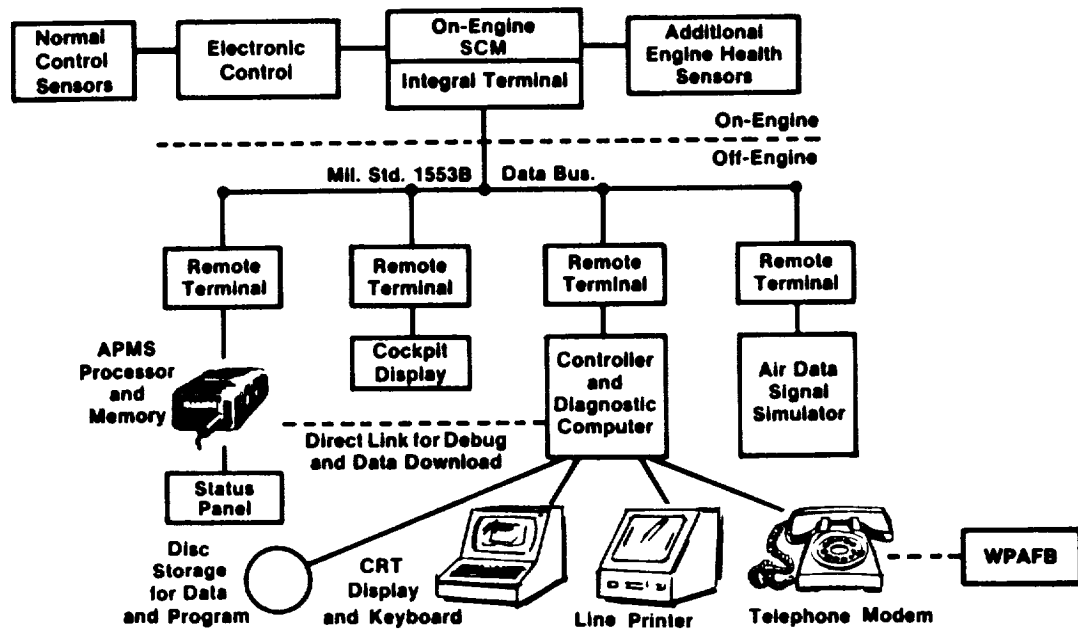 Normal
Control
Sensors
Electronic
Control
On-Engine
SCM
Integral Terminal
Additional
Engine Health
Sensors
On-Engine
Off-Engine
Mil. Std. 1553B Data Bus.
Remote
Terminal
Remote
Terminal
Remote
Terminal
Remote
Terminal
APMS
Processor
and
Memory
Cockpit
Display
Controller
and
Diagnostic
Computer
Air Data
Signal
Simulator
Direct Link for Debug
and Data Download
Status
Panel
Disc
Storage
for Data
and Program
CRT
Display
and Keyboard
Line Printer
Telephone Modem
WPAFB